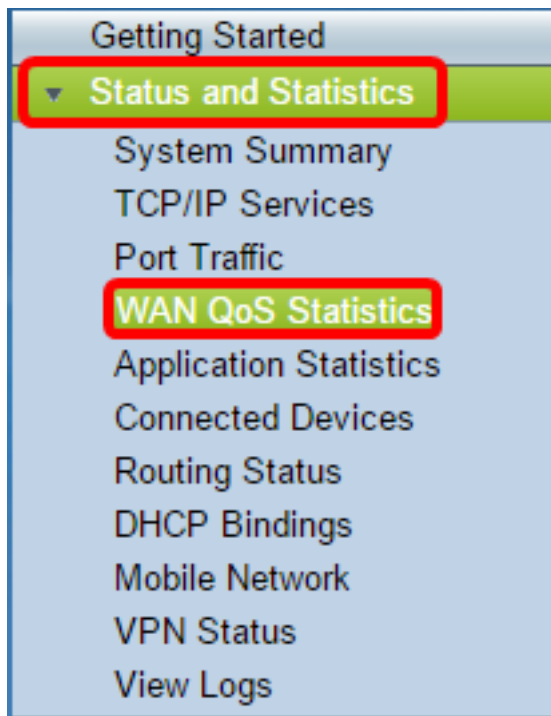 Getting Started
Status and Statistics
System Summary
TCP/IP Services
Port Traffic
WAN QoS Statistics
Application Statistics
Connected Devices
Routing Status
DHCP Bindings
Mobile Network
VPN Status
View Logs